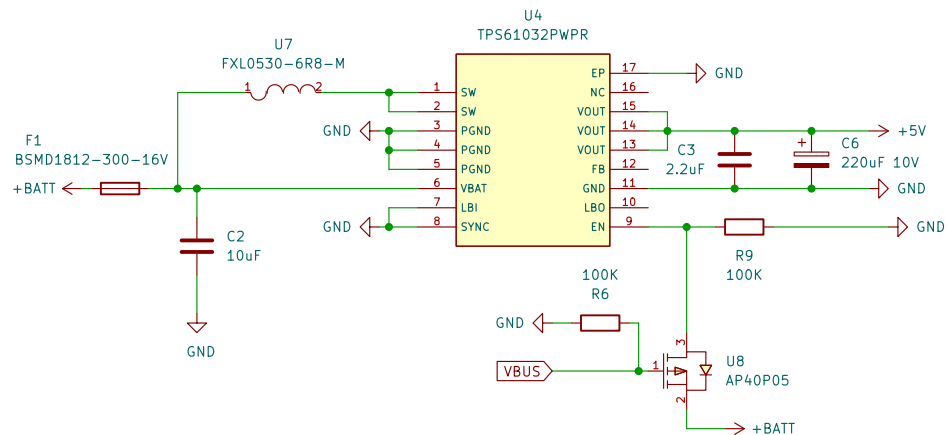 U4
TPS61032PWPR
U7
FXL0530-6R8-M
1 2
F1
BSMD1812-300-16V
+BATT
C2
10uF
GND
GND
GND
1 SW
2 SW
3 PGND
4 PGND
5 PGND
6 VBAT
7 LBI
8 SYNC
EP 17
NC 16
VOUT 15
VOUT 14
VOUT 13
FB 12
GND 11
LBO 10
EN 9
GND
+5V
C3
2.2uF
+
C6
220uF 10V
GND
R9
100K
GND
100K
R6
GND
VBUS
1
3
2
U8
AP40P05
+BATT